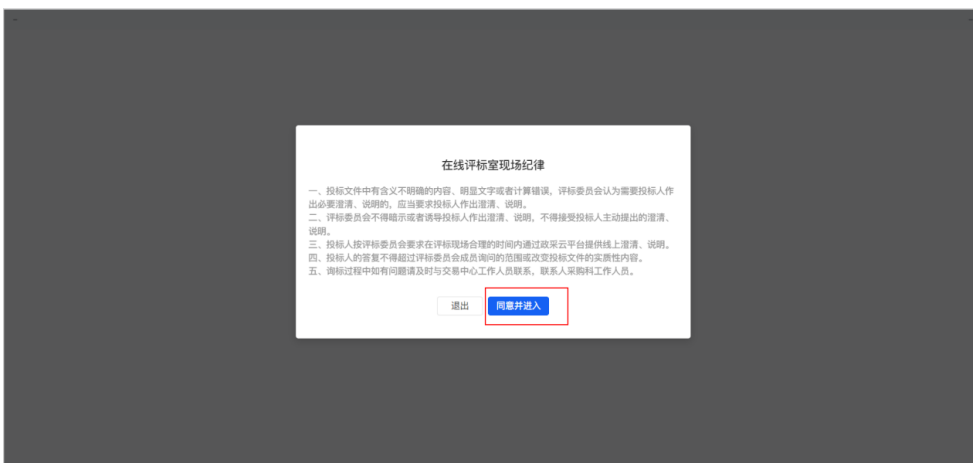 在线评标室现场纪律
一、投标文件中有含义不明确的内容、明显文字或者计算错误，评标委员会认为需要投标人作
出必要澄清、说明的，应当要求投标人作出澄清、说明。
二、评标委员会不得暗示或者诱导投标人作出澄清、说明，不得接受投标人主动提出的澄清、
说明。
三、投标人按评标委员会要求在评标现场合理的时间内通过政采云平台提供线上澄清、说明。
四、投标人的答复不得超过评标委员会成员询问的范围或改变投标文件的实质性内容。
五、询标过程中如有问题请及时与交易中心工作人员联系，联系人采购科工作人员。
退出 同意并进入